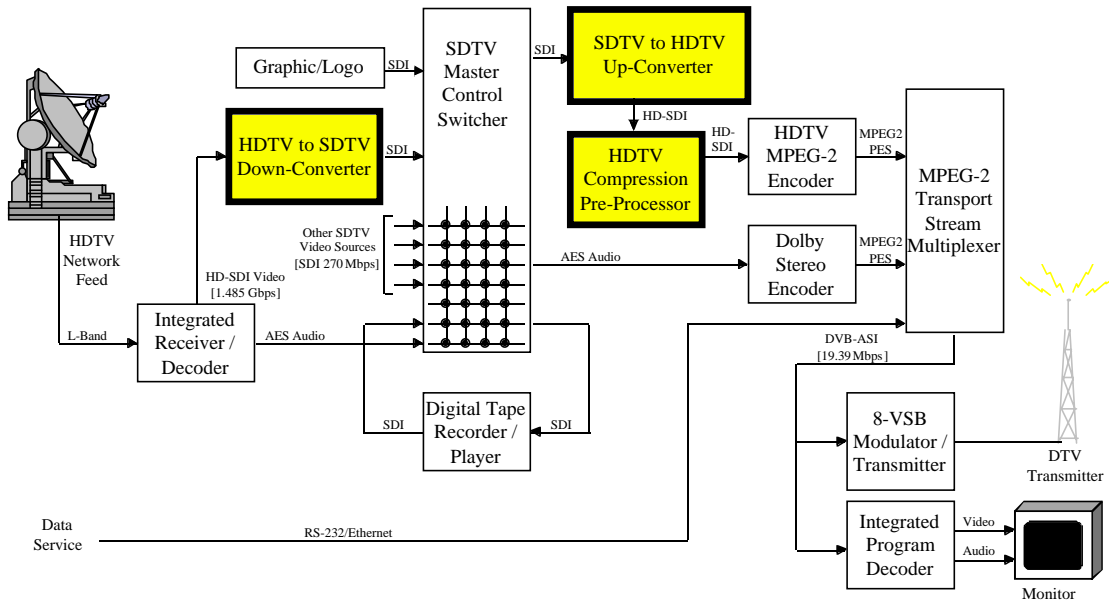 Graphic/Logo
SDI
SDTV
Master
Control
Switcher
SDI
SDTV to HDTV
Up-Converter
HD-SDI
HDTV to SDTV
Down-Converter
SDI
HDTV
Compression
Pre-Processor
HD-
SDI
HDTV
MPEG-2
Encoder
MPEG2
PES
MPEG-2
Transport
Stream
Multiplexer
HDTV
Network
Feed
HD-SDI Video
[1.485 Gbps]
Other SDTV
Video Sources
[SDI 270 Mbps]
AES Audio
Dolby
Stereo
Encoder
MPEG2
PES
L-Band
Integrated
Receiver /
Decoder
AES Audio
DVB-ASI
[19.39 Mbps]
SDI
Digital Tape
Recorder /
Player
SDI
8-VSB
Modulator /
Transmitter
DTV
Transmitter
Data
Service
RS-232/Ethernet
Integrated
Program
Decoder
Video
Audio
Monitor